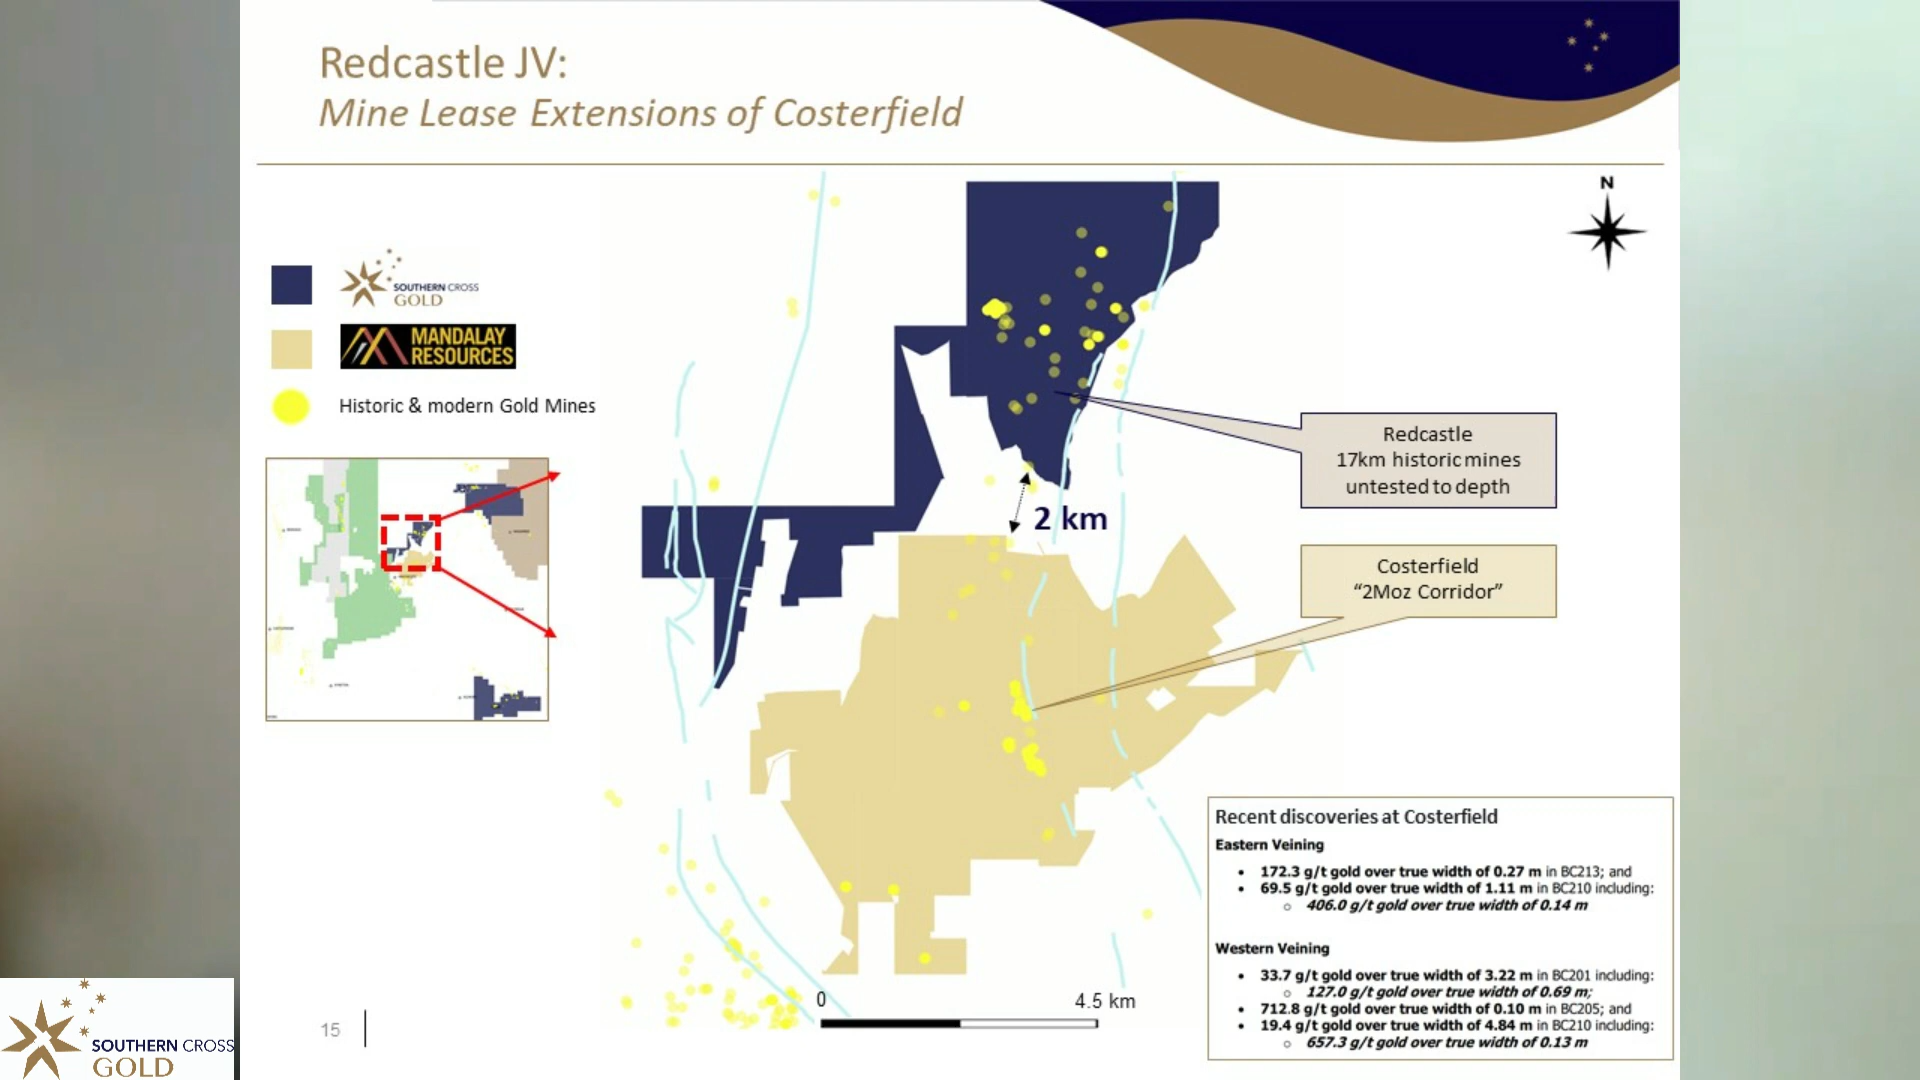 Redcastle JV:
Mine Lease Extensions of Costerfield
N
SOUTHERN CROSS
GOLD
MANDALAY
RESOURCES
Historic & modern Gold Mines
Redcastle
17km historic mines
untested to depth
2 km
Costerfield
“2Moz Corridor”
Recent discoveries at Costerfield
Eastern Veining
• 172.3 g/t gold over true width of 0.27 m in BC213; and
• 69.5 g/t gold over true width of 1.11 m in BC210 including:
○ 406.0 g/t gold over true width of 0.14 m
Western Veining
• 33.7 g/t gold over true width of 3.22 m in BC201 including:
○ 127.0 g/t gold over true width of 0.69 m;
• 712.8 g/t gold over true width of 0.10 m in BC205; and
• 19.4 g/t gold over true width of 4.84 m in BC210 including:
○ 657.3 g/t gold over true width of 0.13 m
0 4.5 km
15
SOUTHERN CROSS
GOLD